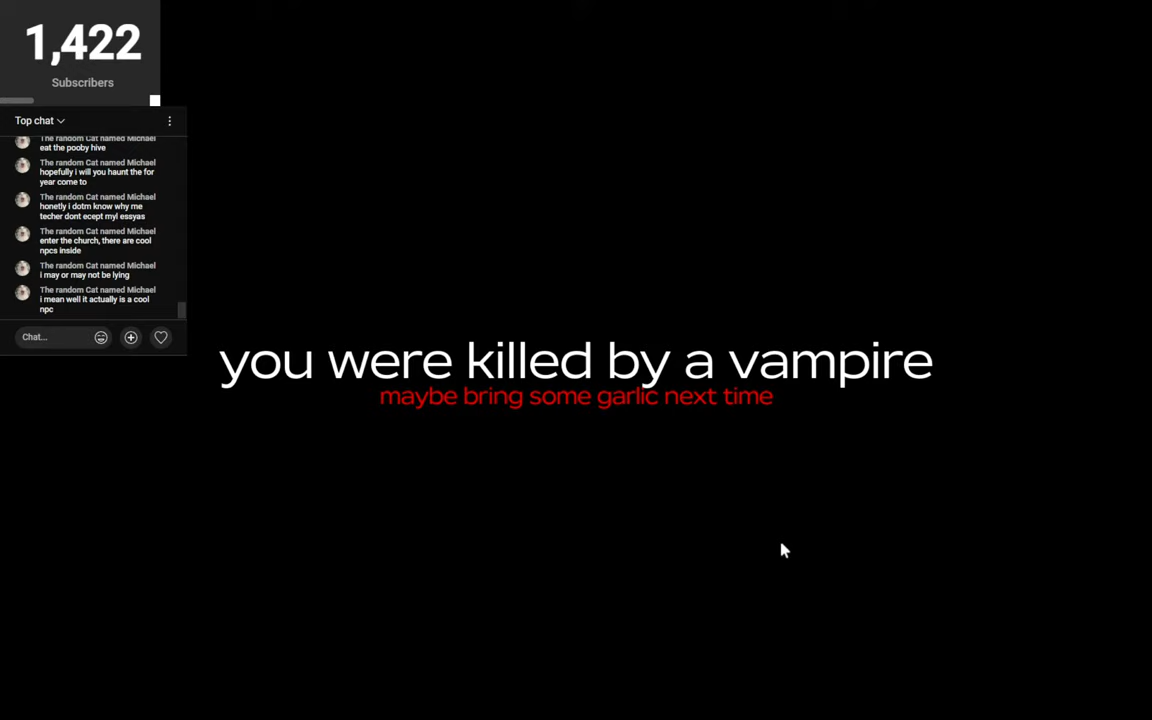 1,422
Subscribers
Top chat
The random Cat named Michael
eat the pooby hive
The random Cat named Michael
hopefully i will you haunt the for
year come to
The random Cat named Michael
honetly i dotm know why me
techer dont ecept myl essyas
The random Cat named Michael
enter the church, there are cool
npcs inside
The random Cat named Michael
i may or may not be lying
The random Cat named Michael
i mean well it actually is a cool
npc
Chat...
you were killed by a vampire
maybe bring some garlic next time